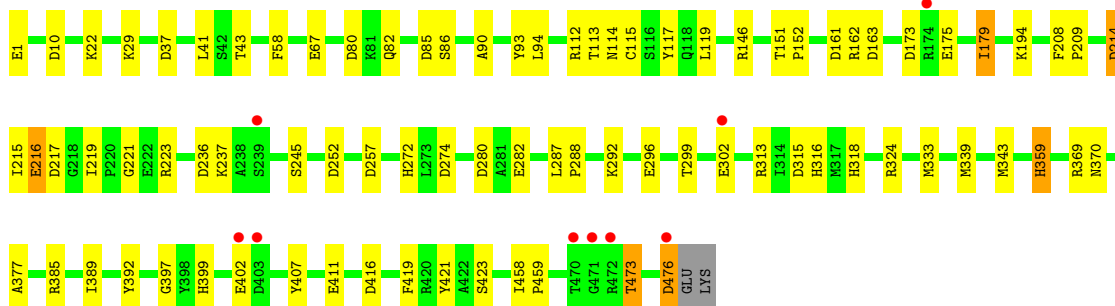 E1 D10 K22 K29 D37 L41 S42 T43 F58 E67 D80 K81 Q82 D85 S86 A90 Y93 L94 R112 T113 N114 C115 S116 Y117 Q118 L119 R146 T151 P152 D161 R162 D163 D173 R174 E175 I179 K194 F208 P209
I215 E216 D217 G218 I219 P220 G221 E222 R223 D236 K237 A238 S239 S245 D252 D257 H272 L273 D274 D280 A281 E282 L287 P288 K292 E296 T299 E302 R313 I314 D315 H316 M317 H318 R324 M333 M339 M343 H359 R369 N370
A377 R385 I389 Y392 G397 Y398 H399 E402 D403 Y407 E411 D416 F419 R420 Y421 A422 S423 I458 P459 T470 G471 R472 T473 D476 GLU LYS